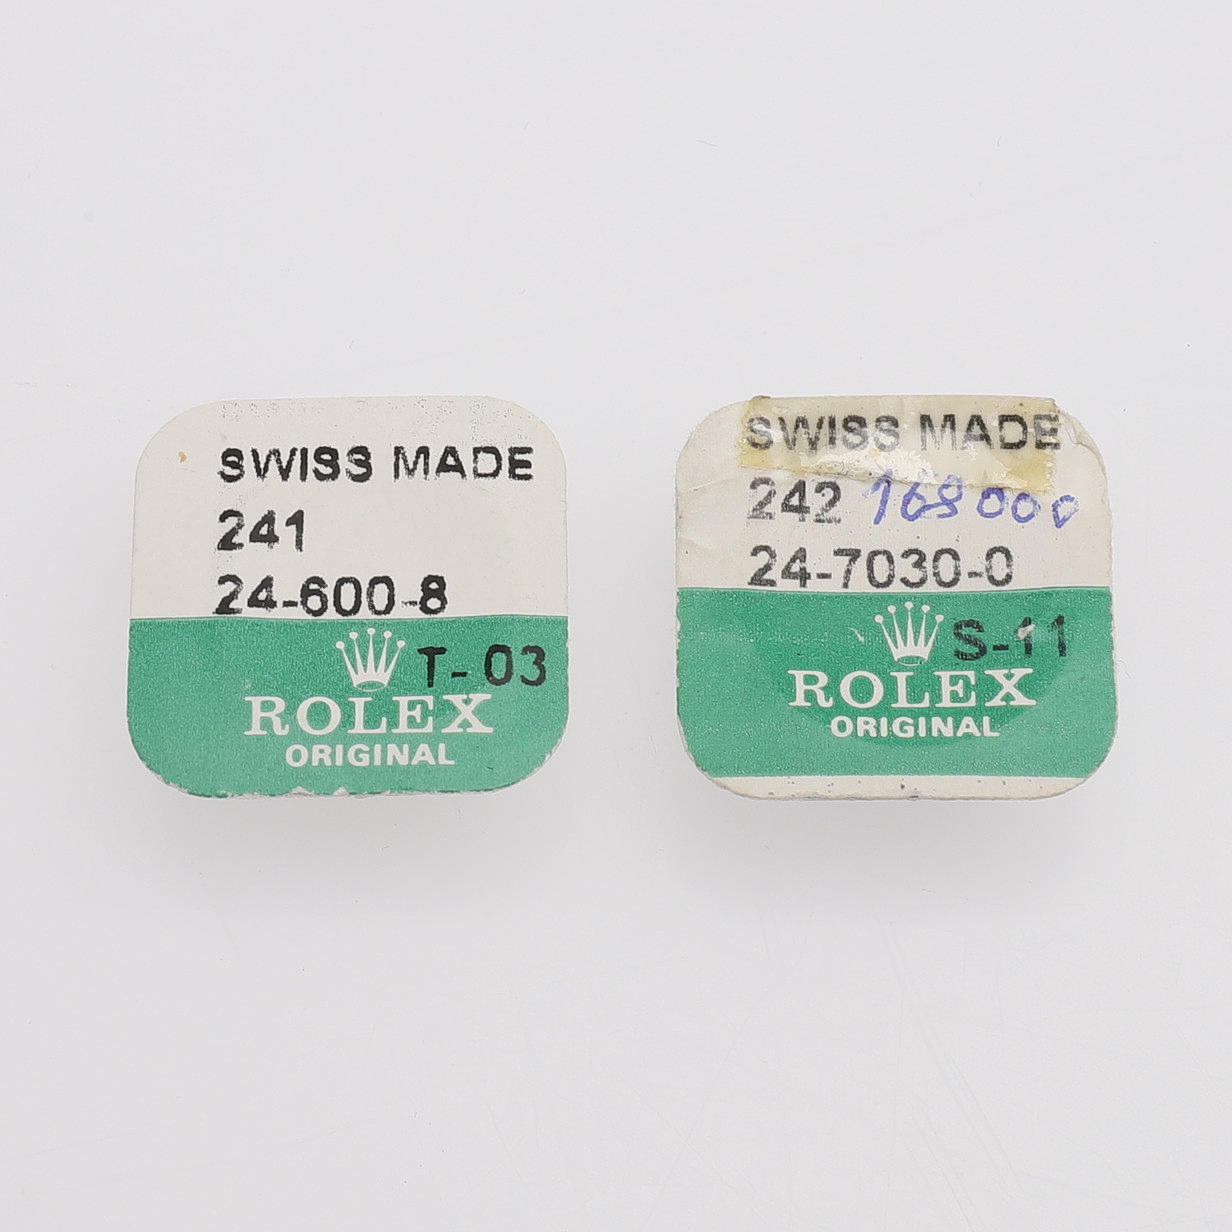 SWISS MADE
241
24-600-8
T-03
ROLEX
ORIGINAL
SWISS MADE
242 168000
24-7030-0
S-11
ROLEX
ORIGINAL